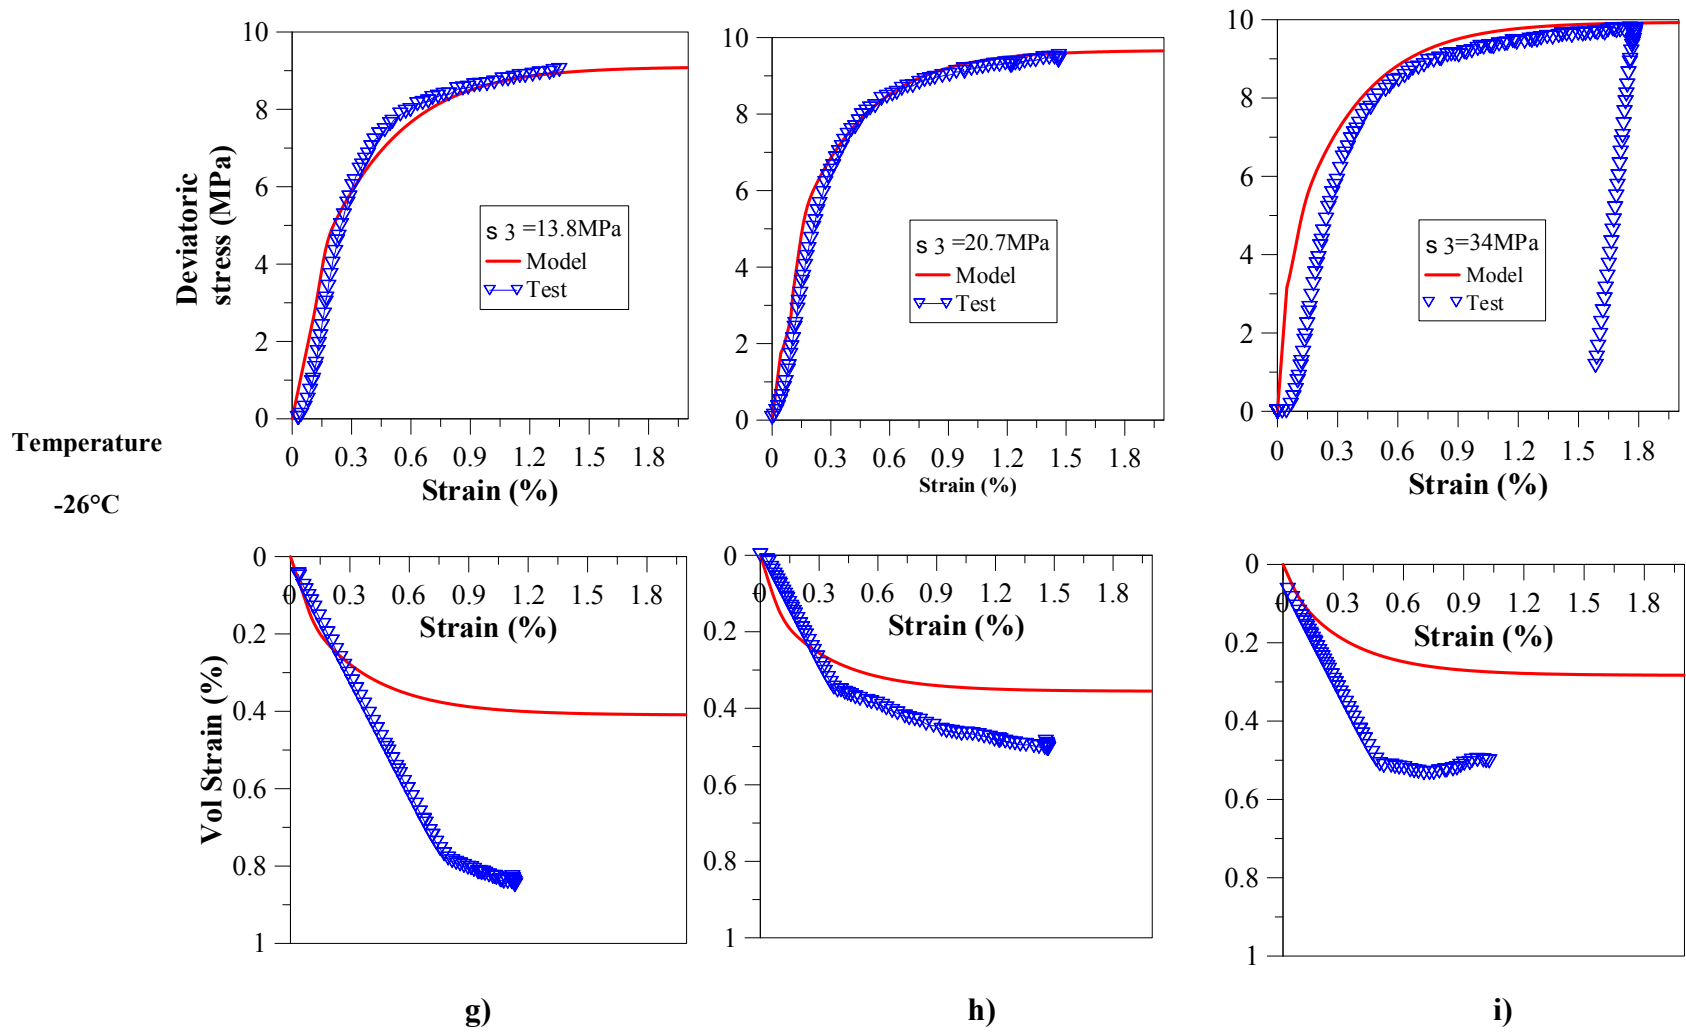 10
8
6
4
2
0
Deviatoric
stress (MPa)
s 3 =13.8MPa
Model
Test
0 0.3 0.6 0.9 1.2 1.5 1.8
Strain (%)
10
8
6
4
2
0
s 3 =20.7MPa
Model
Test
0 0.3 0.6 0.9 1.2 1.5 1.8
Strain (%)
10
8
6
4
2
0
s 3=34MPa
Model
Test
0 0.3 0.6 0.9 1.2 1.5 1.8
Strain (%)
Temperature
-26°C
0
0.2
0.4
0.6
0.8
1
Vol Strain (%)
0 0.3 0.6 0.9 1.2 1.5 1.8
Strain (%)
g)
0
0.2
0.4
0.6
0.8
1
0 0.3 0.6 0.9 1.2 1.5 1.8
Strain (%)
h)
0
0.2
0.4
0.6
0.8
1
0 0.3 0.6 0.9 1.2 1.5 1.8
Strain (%)
i)